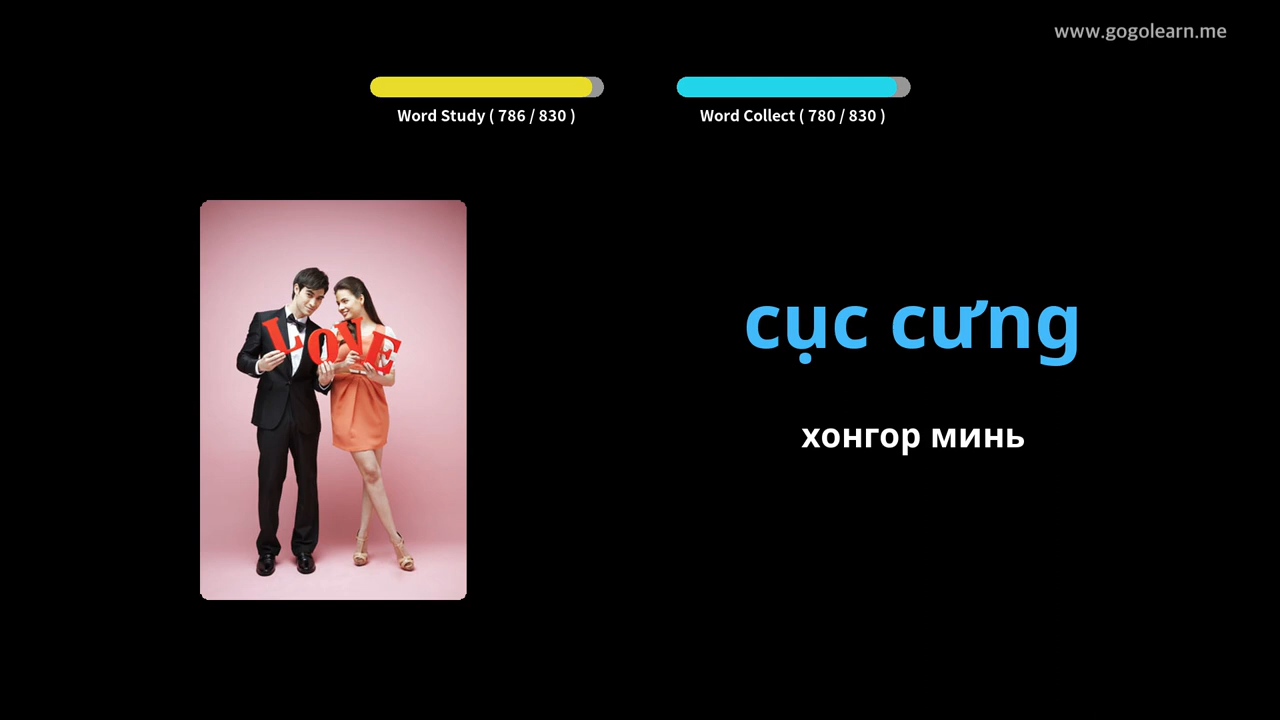 www.gogolearn.me
Word Study ( 786 / 830 )
Word Collect ( 780 / 830 )
LOVE
cục cưng
хонгор минь